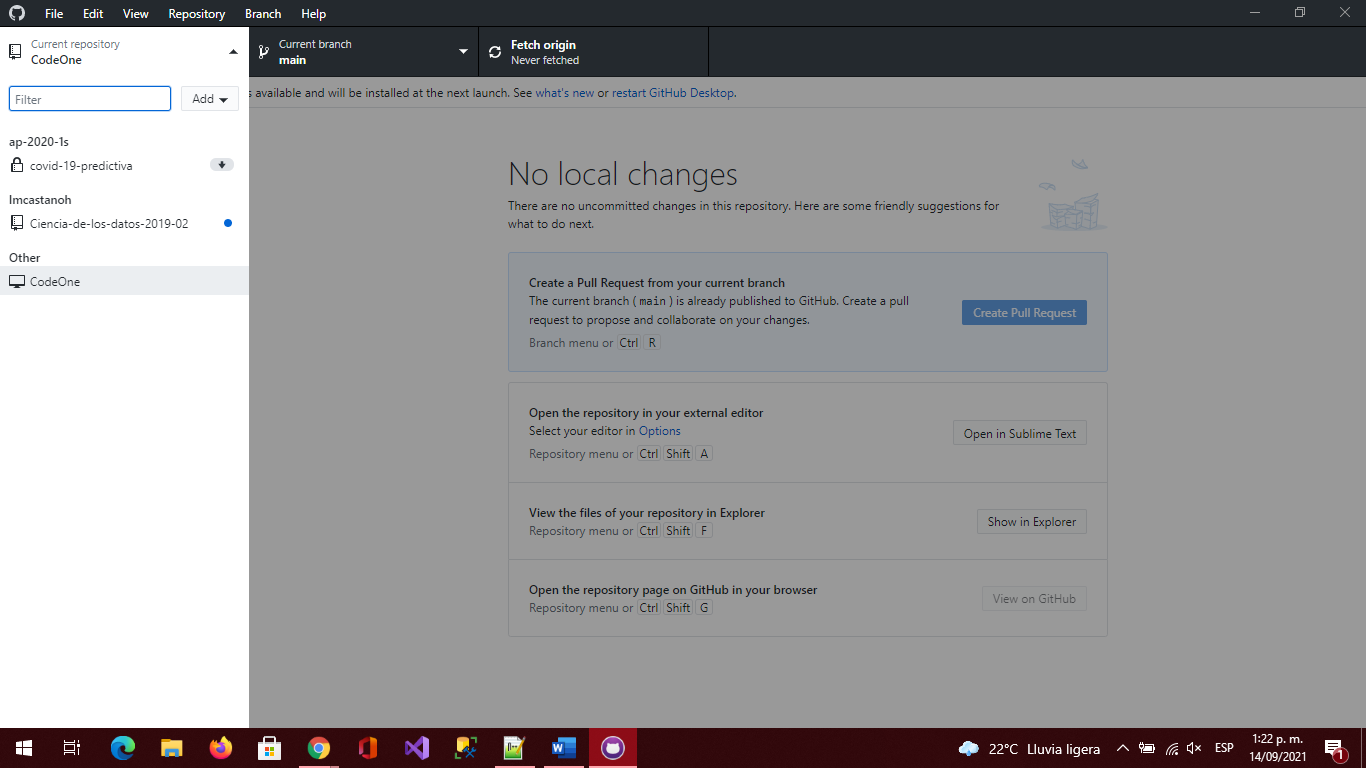 File Edit View Repository Branch Help
Current repository
CodeOne
Current branch
main
Fetch origin
Never fetched
Filter
Add
s available and will be installed at the next launch. See what's new or restart GitHub Desktop.
ap-2020-1s
covid-19-predictiva
lmcastanoh
Ciencia-de-los-datos-2019-02
Other
CodeOne
No local changes
There are no uncommitted changes in this repository. Here are some friendly suggestions for
what to do next.
Create a Pull Request from your current branch
The current branch ( main ) is already published to GitHub. Create a pull
request to propose and collaborate on your changes.
Branch menu or Ctrl R
Create Pull Request
Open the repository in your external editor
Select your editor in Options
Repository menu or Ctrl Shift A
Open in Sublime Text
View the files of your repository in Explorer
Repository menu or Ctrl Shift F
Show in Explorer
Open the repository page on GitHub in your browser
Repository menu or Ctrl Shift G
View on GitHub
22°C Lluvia ligera
ESP
1:22 p. m.
14/09/2021
1